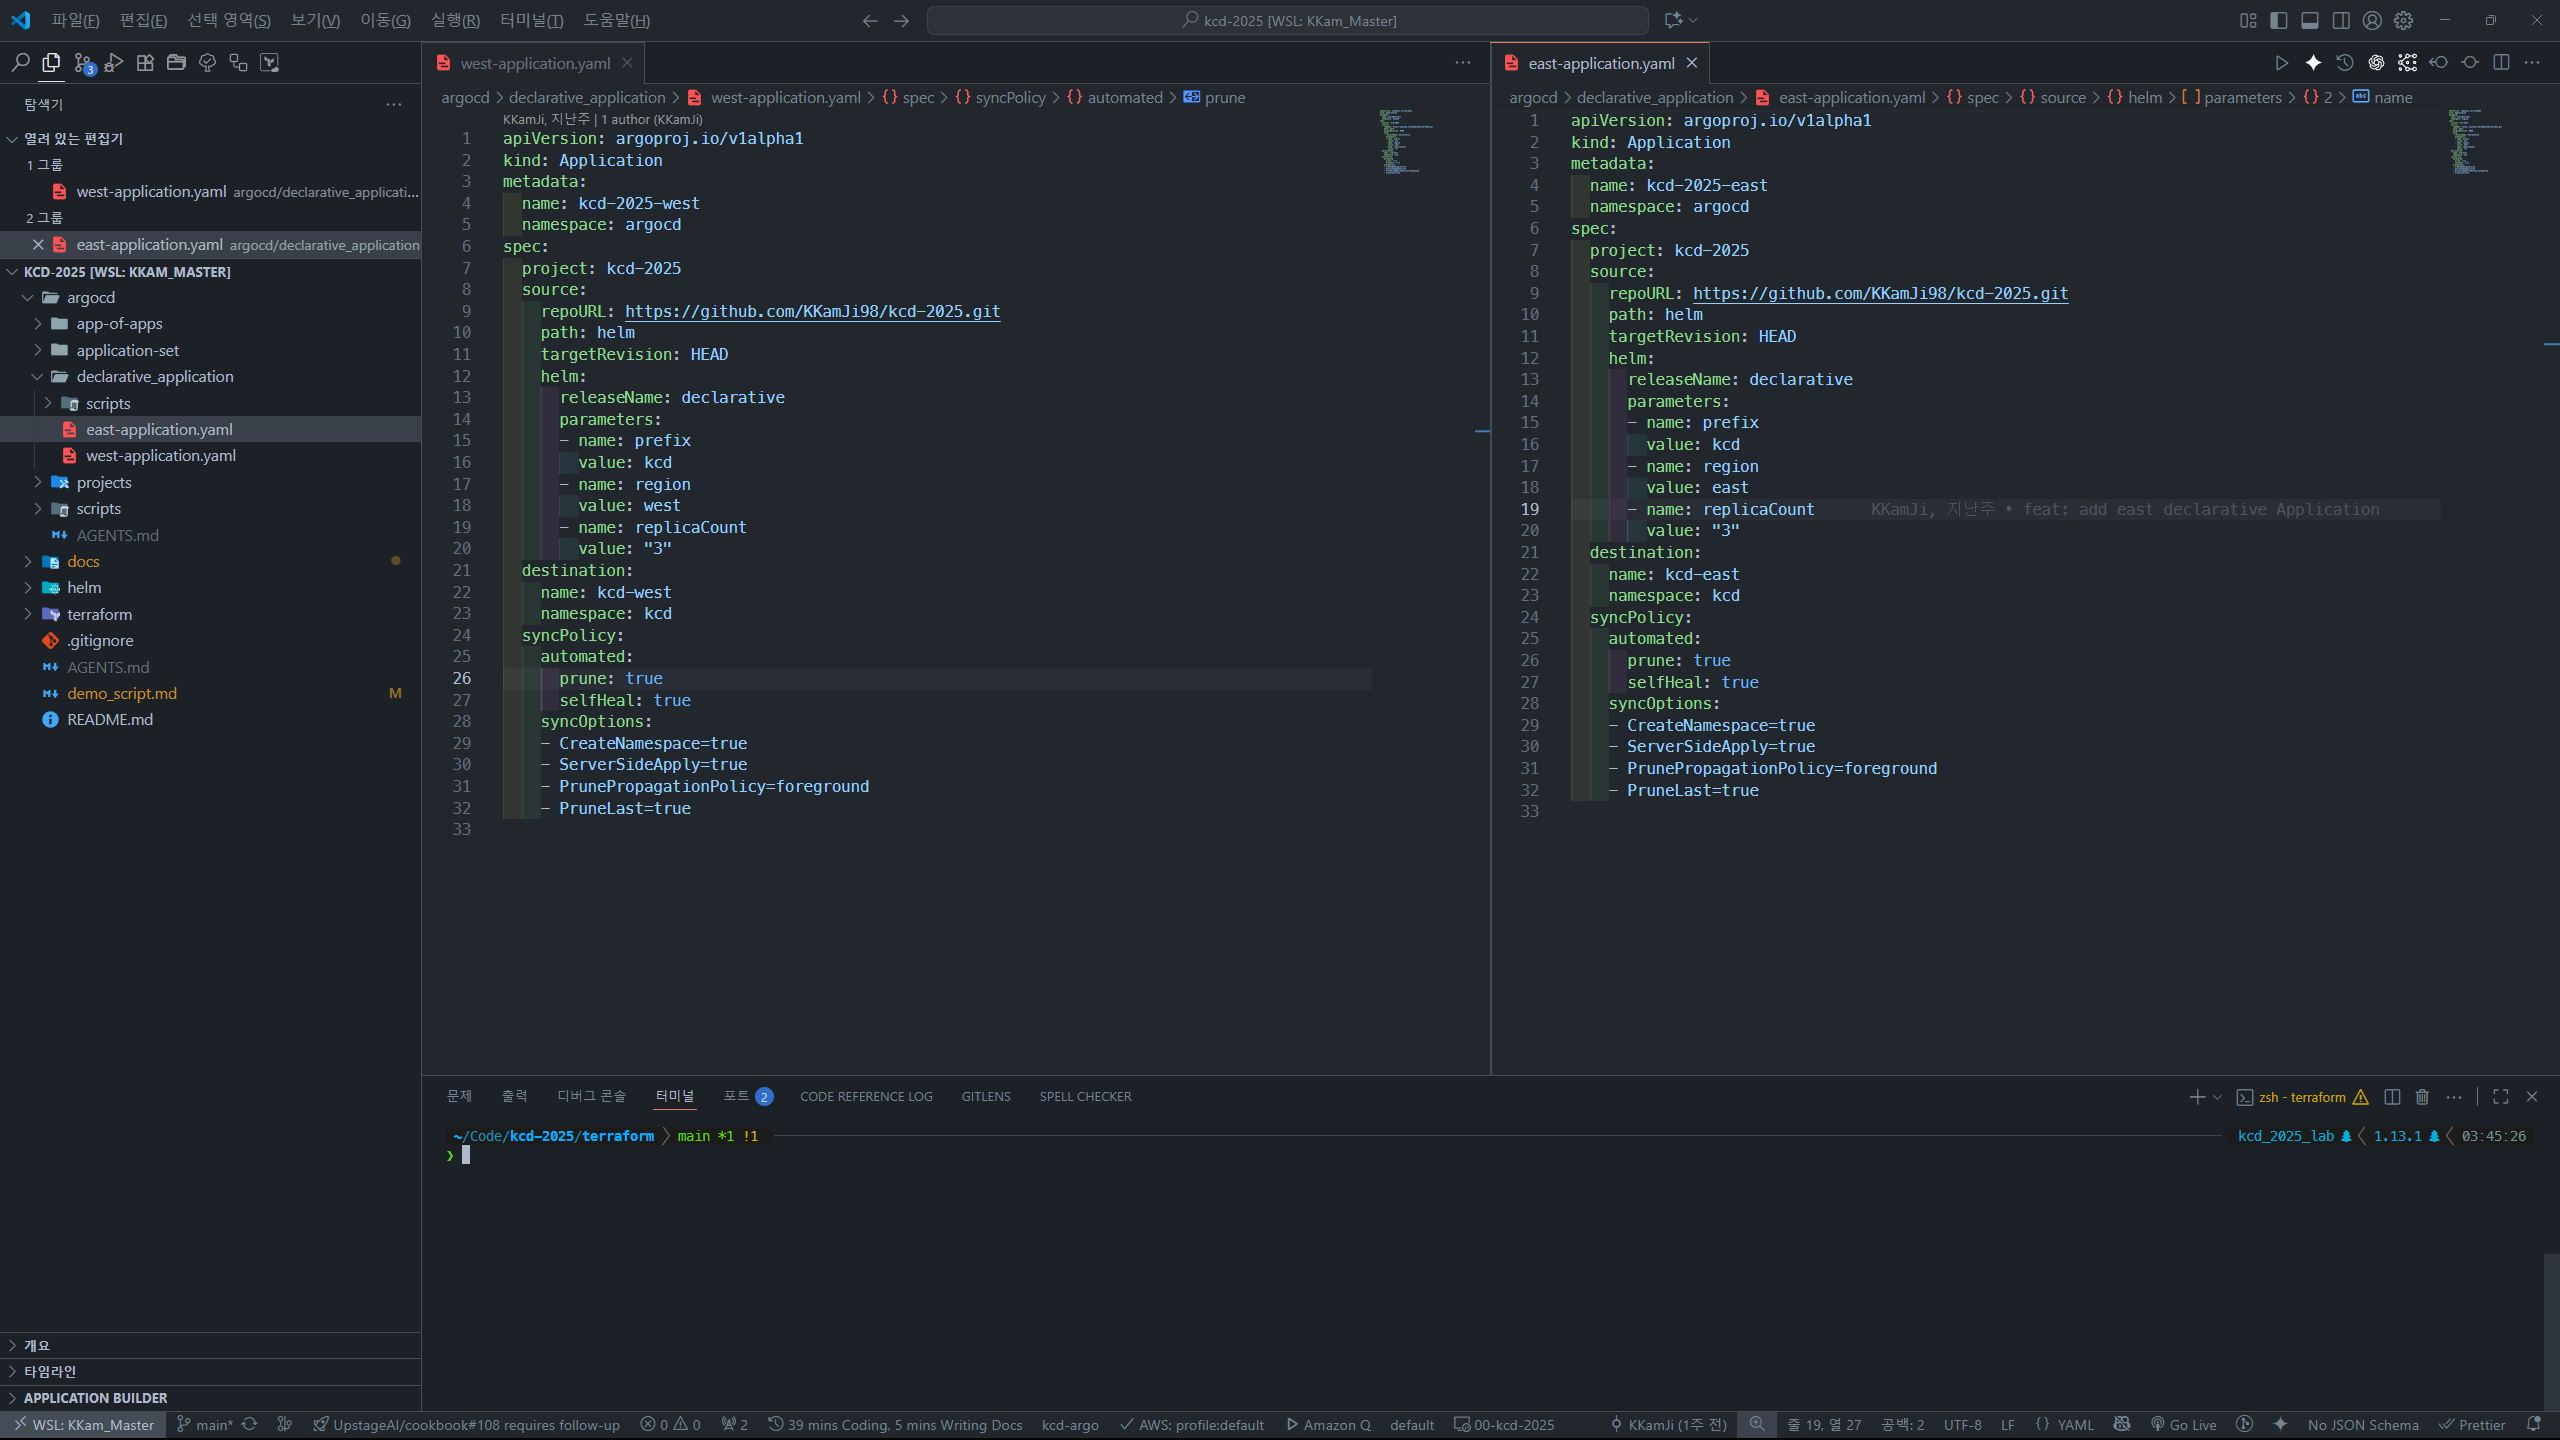 파일(F) 편집(E) 선택 영역(S) 보기(V) 이동(G) 실행(R) 터미널(T) 도움말(H)
kcd-2025 [WSL: KKam_Master]
3
탐색기
열려 있는 편집기
1 그룹
west-application.yaml argocd/declarative_applicati...
2 그룹
east-application.yaml argocd/declarative_application
KCD-2025 [WSL: KKAM_MASTER]
argocd
app-of-apps
application-set
declarative_application
scripts
east-application.yaml
west-application.yaml
projects
scripts
AGENTS.md
docs
helm
terraform
.gitignore
AGENTS.md
demo_script.md M
README.md
개요
타임라인
APPLICATION BUILDER
west-application.yaml
argocd > declarative_application > west-application.yaml > {} spec > {} syncPolicy > {} automated > prune
KKamJi, 지난주 | 1 author (KKamJi)
1 apiVersion: argoproj.io/v1alpha1
2 kind: Application
3 metadata:
4 name: kcd-2025-west
5 namespace: argocd
6 spec:
7 project: kcd-2025
8 source:
9 repoURL: https://github.com/KKamJi98/kcd-2025.git
10 path: helm
11 targetRevision: HEAD
12 helm:
13 releaseName: declarative
14 parameters:
15 - name: prefix
16 value: kcd
17 - name: region
18 value: west
19 - name: replicaCount
20 value: "3"
21 destination:
22 name: kcd-west
23 namespace: kcd
24 syncPolicy:
25 automated:
26 prune: true
27 selfHeal: true
28 syncOptions:
29 - CreateNamespace=true
30 - ServerSideApply=true
31 - PrunePropagationPolicy=foreground
32 - PruneLast=true
33
east-application.yaml
argocd > declarative_application > east-application.yaml > {} spec > {} source > {} helm > [ ] parameters > {} 2 > name
1 apiVersion: argoproj.io/v1alpha1
2 kind: Application
3 metadata:
4 name: kcd-2025-east
5 namespace: argocd
6 spec:
7 project: kcd-2025
8 source:
9 repoURL: https://github.com/KKamJi98/kcd-2025.git
10 path: helm
11 targetRevision: HEAD
12 helm:
13 releaseName: declarative
14 parameters:
15 - name: prefix
16 value: kcd
17 - name: region
18 value: east
19 - name: replicaCount KKamJi, 지난주 • feat: add east declarative Application
20 value: "3"
21 destination:
22 name: kcd-east
23 namespace: kcd
24 syncPolicy:
25 automated:
26 prune: true
27 selfHeal: true
28 syncOptions:
29 - CreateNamespace=true
30 - ServerSideApply=true
31 - PrunePropagationPolicy=foreground
32 - PruneLast=true
33
문제 출력 디버그 콘솔 터미널 포트 2 CODE REFERENCE LOG GITLENS SPELL CHECKER
zsh - terraform
~/Code/kcd-2025/terraform > main *1 !1 kcd_2025_lab < 1.13.1 < 03:45:26
❯
WSL: KKam_Master main* UpstageAI/cookbook#108 requires follow-up 0 0 2 39 mins Coding, 5 mins Writing Docs kcd-argo AWS: profile:default Amazon Q default 00-kcd-2025 KKamJi (1주 전) 줄 19, 열 27 공백: 2 UTF-8 LF {} YAML Go Live No JSON Schema Prettier